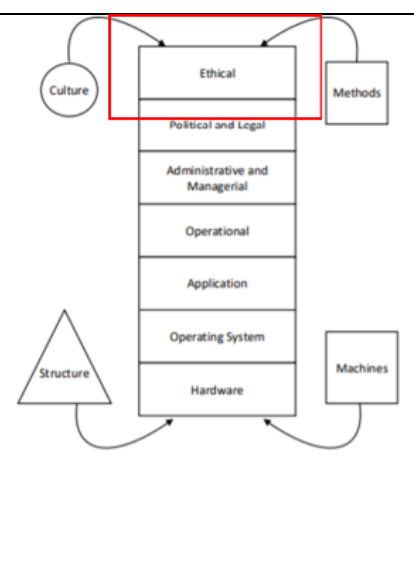 Ethical
Culture
Methods
Political and Legal
Administrative and
Managerial
Operational
Application
Operating System
Structure
Machines
Hardware